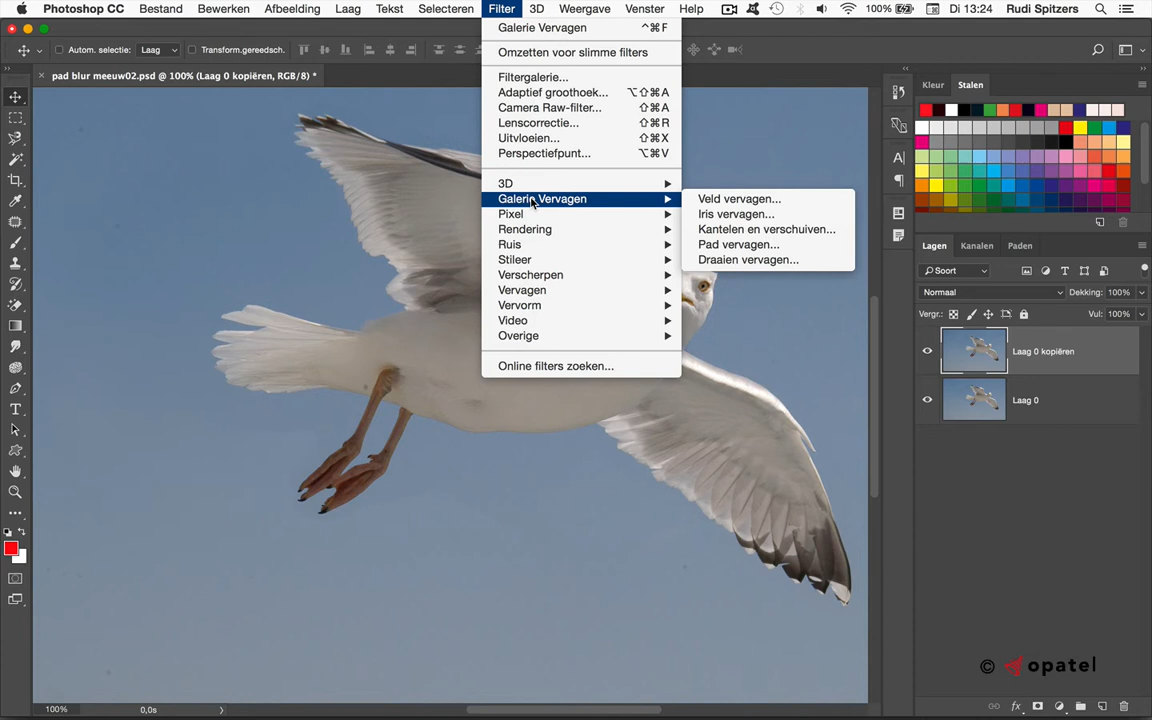 Photoshop CC Bestand Bewerken Afbeelding Laag Tekst Selecteren Filter 3D Weergave Venster Help 100% Di 13:24 Rudi Spitzers
Autom. selectie: Laag Transform.gereedsch.
pad blur meeuw02.psd @ 100% (Laag 0 kopiëren, RGB/8) *
Galerie Vervagen ^⌘F
Omzetten voor slimme filters
Filtergalerie...
Adaptief groothoek... ⌥⇧⌘A
Camera Raw-filter... ⇧⌘A
Lenscorrectie... ⇧⌘R
Uitvloeien... ⇧⌘X
Perspectiefpunt... ⌥⌘V
3D
Galerie Vervagen
Pixel
Rendering
Ruis
Stileer
Verscherpen
Vervagen
Vervorm
Video
Overige
Online filters zoeken...
Veld vervagen...
Iris vervagen...
Kantelen en verschuiven...
Pad vervagen...
Draaien vervagen...
Kleur Stalen
Lagen Kanalen Paden
Soort
Normaal Dekking: 100%
Vergr.: Vul: 100%
Laag 0 kopiëren
Laag 0
© opatel
100% 0,0s